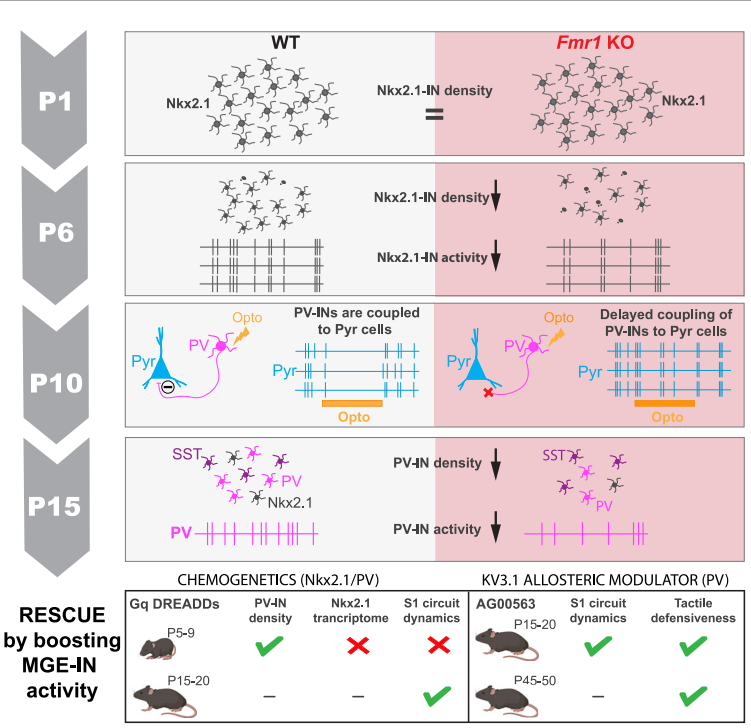 P1
WT
Fmr1 KO
Nkx2.1
Nkx2.1-IN density
=
Nkx2.1
P6
Nkx2.1-IN density
Nkx2.1-IN activity
P10
PV-INs are coupled
to Pyr cells
Opto
PV
Pyr
Pyr
Opto
Delayed coupling of
PV-INs to Pyr cells
Opto
PV
Pyr
Pyr
Opto
P15
SST
PV
Nkx2.1
PV
PV-IN density
PV-IN activity
SST
PV
RESCUE
by boosting
MGE-IN
activity
CHEMOGENETICS (Nkx2.1/PV)
Gq DREADDs
PV-IN
density
Nkx2.1
trancriptome
S1 circuit
dynamics
P5-9
P15-20
– –
KV3.1 ALLOSTERIC MODULATOR (PV)
AG00563
S1 circuit
dynamics
Tactile
defensiveness
P15-20
P45-50
–